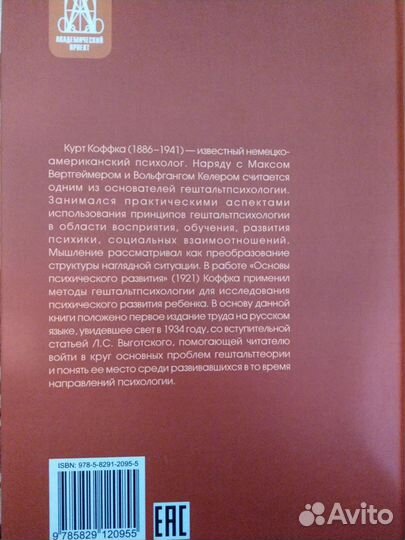 АКАДЕМИЧЕСКИЙ
ПРОЕКТ
Курт Коффка (1886–1941) — известный немецко-
американский психолог. Наряду с Максом
Вертгеймером и Вольфгангом Келером считается
одним из основателей гештальтпсихологии.
Занимался практическими аспектами
использования принципов гештальтпсихологии
в области восприятия, обучения, развития
психики, социальных взаимоотношений.
Мышление рассматривал как преобразование
структуры наглядной ситуации. В работе «Основы
психического развития» (1921) Коффка применил
методы гештальтпсихологии для исследования
психического развития ребенка. В основу данной
книги положено первое издание труда на русском
языке, увидевшее свет в 1934 году, со вступительной
статьей Л.С. Выготского, помогающей читателю
войти в круг основных проблем гештальттеории
и понять ее место среди развивавшихся в то время
направлений психологии.
ISBN: 978-5-8291-2095-5
9 785829 120955
EAC
Avito